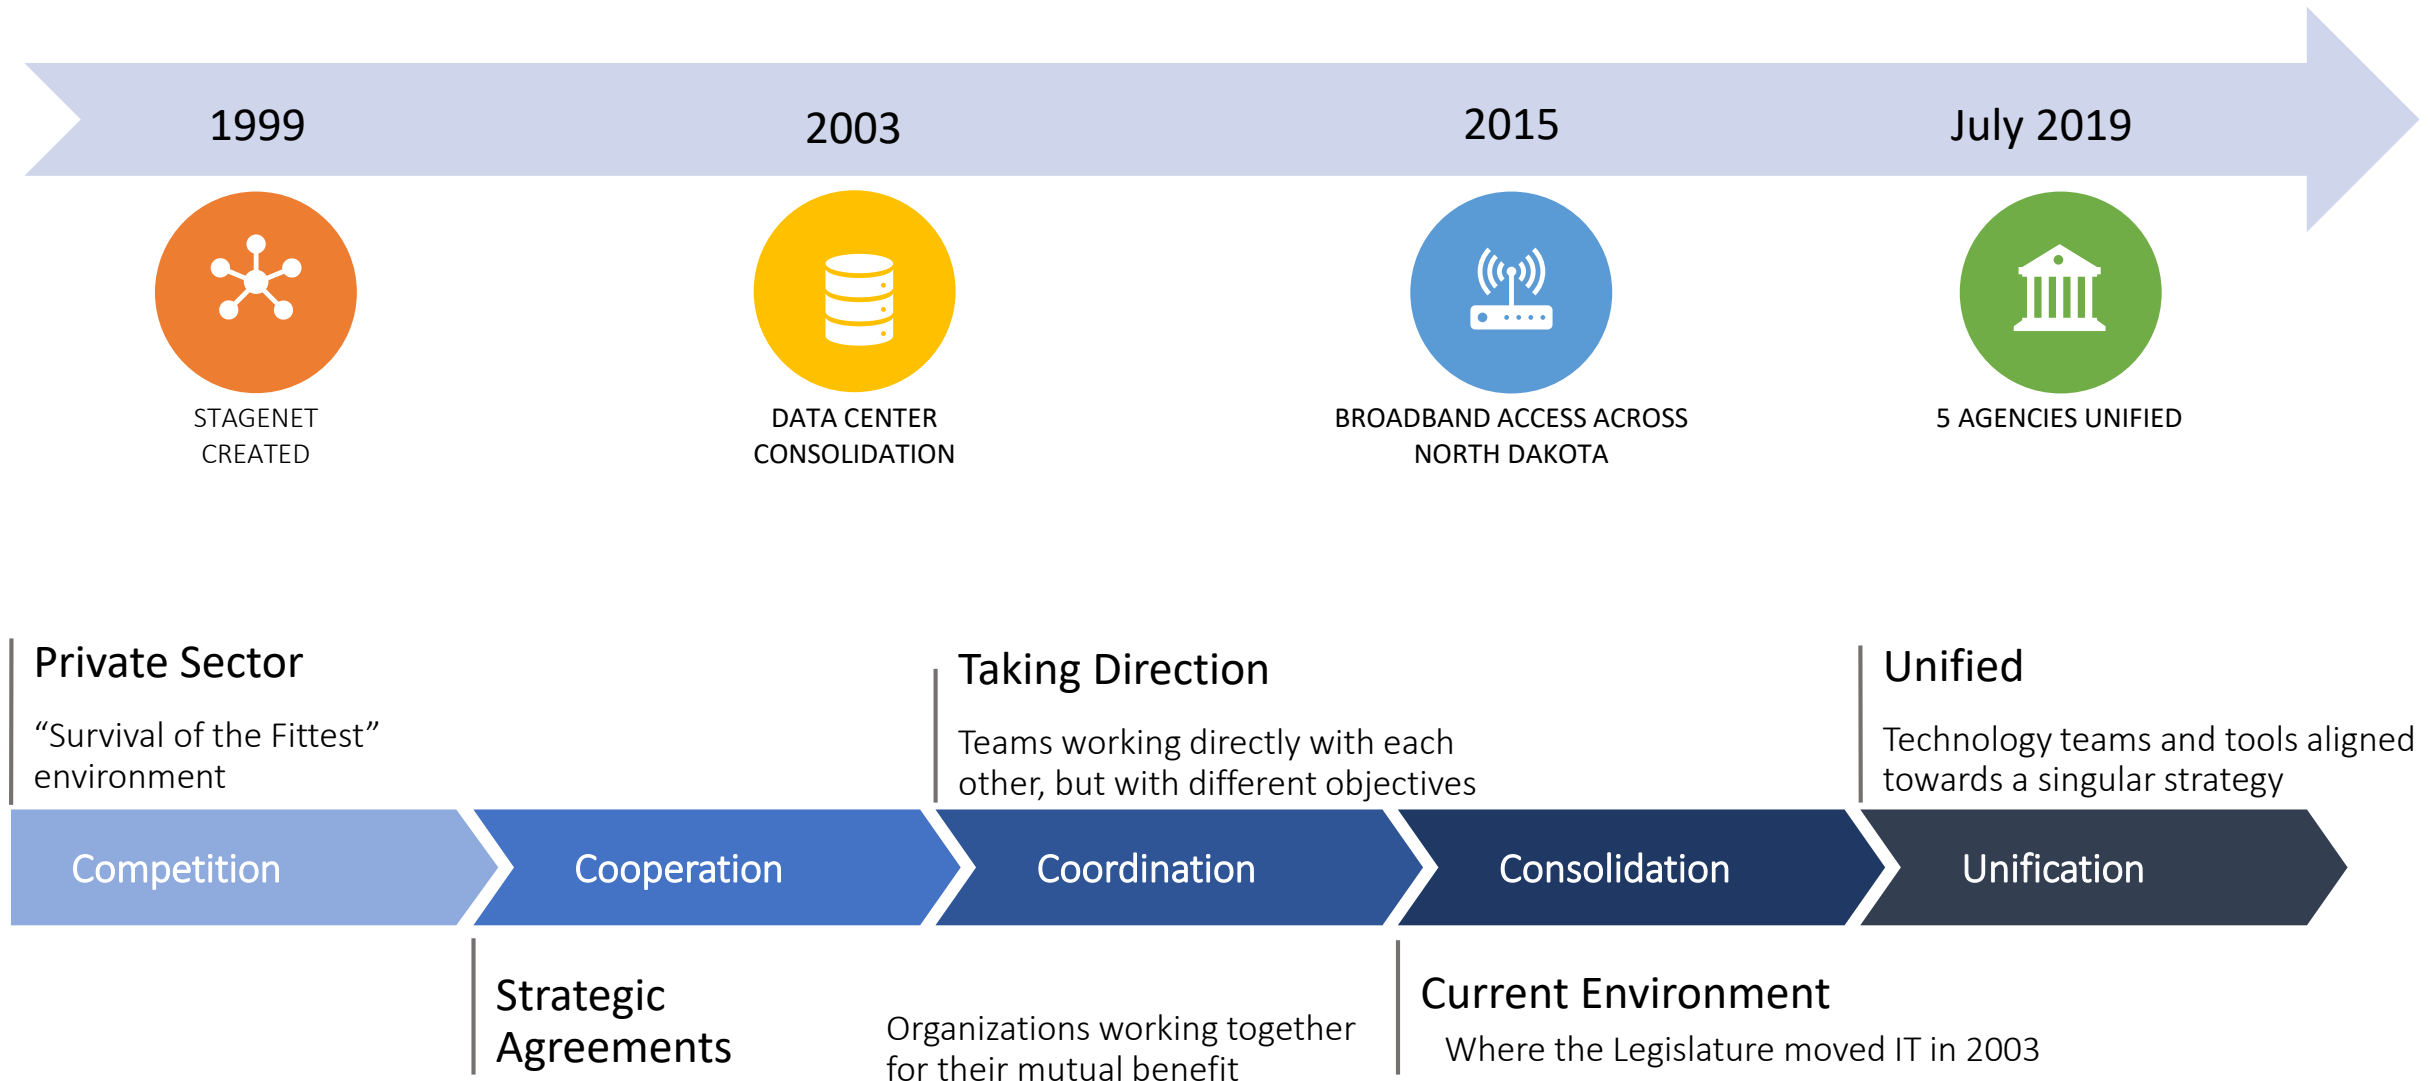 1999
2003
2015
July 2019
STAGENET
CREATED
DATA CENTER
CONSOLIDATION
BROADBAND ACCESS ACROSS
NORTH DAKOTA
5 AGENCIES UNIFIED
Private Sector
“Survival of the Fittest”
environment
Taking Direction
Teams working directly with each
other, but with different objectives
Unified
Technology teams and tools aligned
towards a singular strategy
Competition
Cooperation
Coordination
Consolidation
Unification
Strategic
Agreements
Organizations working together
for their mutual benefit
Current Environment
Where the Legislature moved IT in 2003